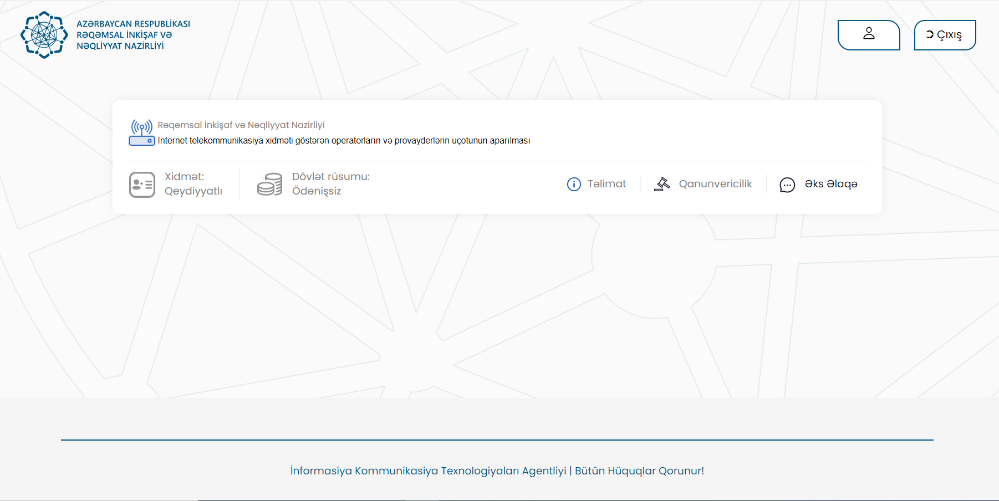 AZƏRBAYCAN RESPUBLİKASI
RƏQƏMSAL İNKİŞAF VƏ
NƏQLİYYAT NAZİRLİYİ
Çıxış
Rəqəmsal İnkişaf və Nəqliyyat Nazirliyi
İnternet telekommunikasiya xidməti göstərən operatorların və provayderlərin uçotunun aparılması
Xidmət:
Qeydiyyatlı
Dövlət rüsumu:
Ödənişsiz
Təlimat
Qanunvericilik
Əks Əlaqə
İnformasiya Kommunikasiya Texnologiyaları Agentliyi | Bütün Hüquqlar Qorunur!